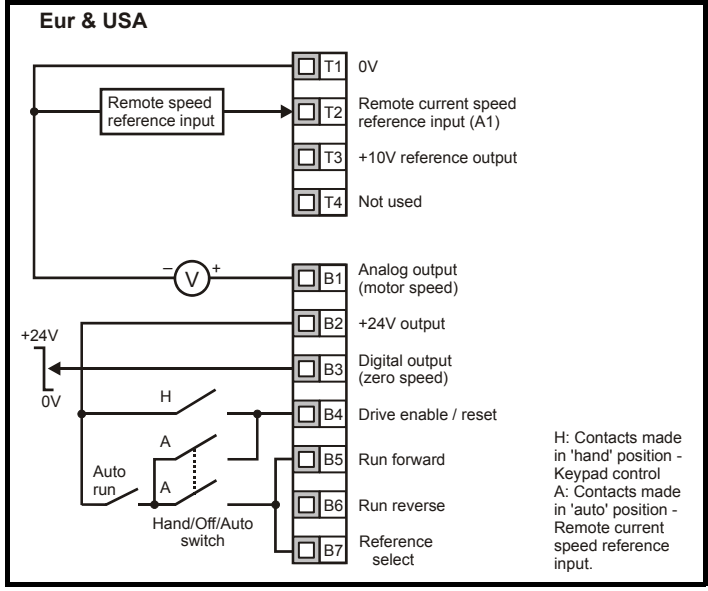 Eur & USA
T1 0V
Remote speed
reference input
T2 Remote current speed
reference input (A1)
T3 +10V reference output
T4 Not used
– V +
B1 Analog output
(motor speed)
B2 +24V output
+24V
0V
B3 Digital output
(zero speed)
H
B4 Drive enable / reset
A
B5 Run forward
Auto
run
A
B6 Run reverse
Hand/Off/Auto
switch
B7 Reference
select
H: Contacts made
in 'hand' position -
Keypad control
A: Contacts made
in 'auto' position -
Remote current
speed reference
input.